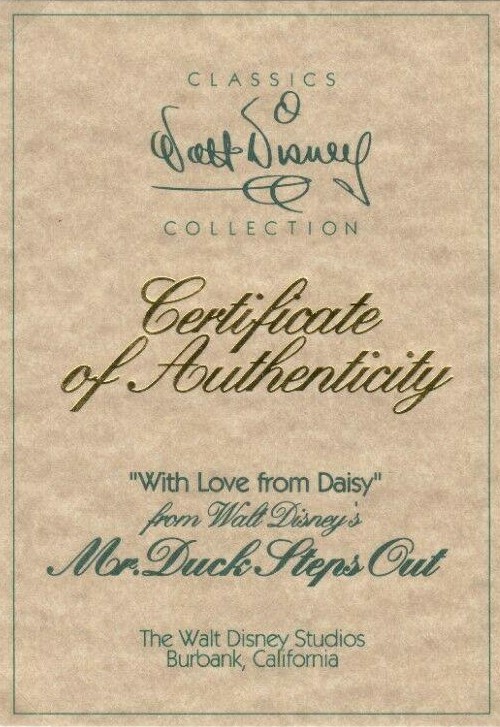 CLASSICS
Walt Disney
COLLECTION
Certificate
of Authenticity
"With Love from Daisy"
from Walt Disney's
Mr. Duck Steps Out
The Walt Disney Studios
Burbank, California